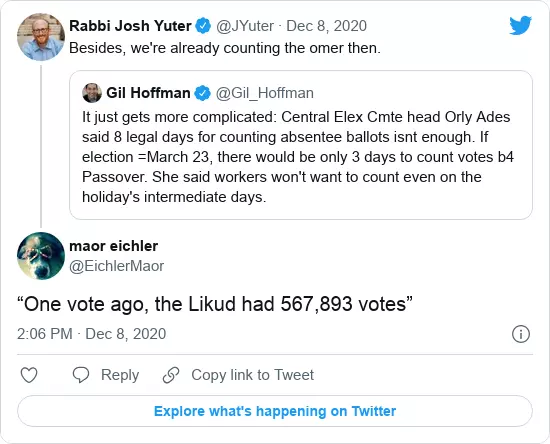 Rabbi Josh Yuter @JYuter · Dec 8, 2020
Besides, we're already counting the omer then.
Gil Hoffman @Gil_Hoffman
It just gets more complicated: Central Elex Cmte head Orly Ades
said 8 legal days for counting absentee ballots isnt enough. If
election =March 23, there would be only 3 days to count votes b4
Passover. She said workers won't want to count even on the
holiday's intermediate days.
maor eichler
@EichlerMaor
“One vote ago, the Likud had 567,893 votes”
2:06 PM · Dec 8, 2020
Reply
Copy link to Tweet
Explore what's happening on Twitter